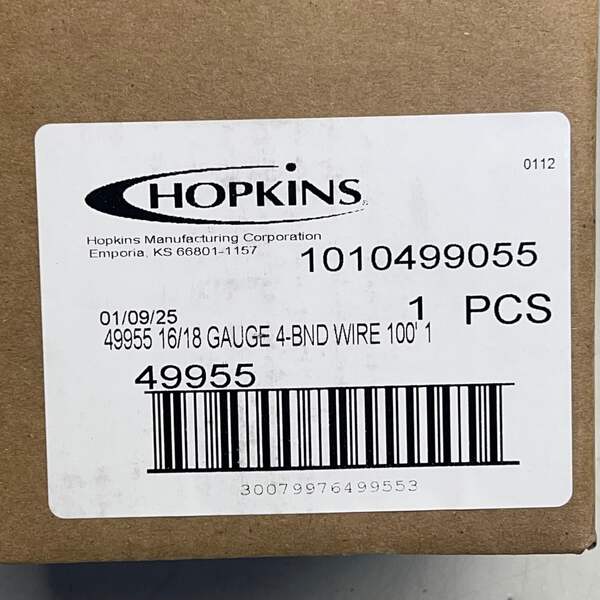 0112
HOPKINS®
Hopkins Manufacturing Corporation
Emporia, KS 66801-1157
1010499055
01/09/25
1 PCS
49955 16/18 GAUGE 4-BND WIRE 100' 1
49955
30079976499553